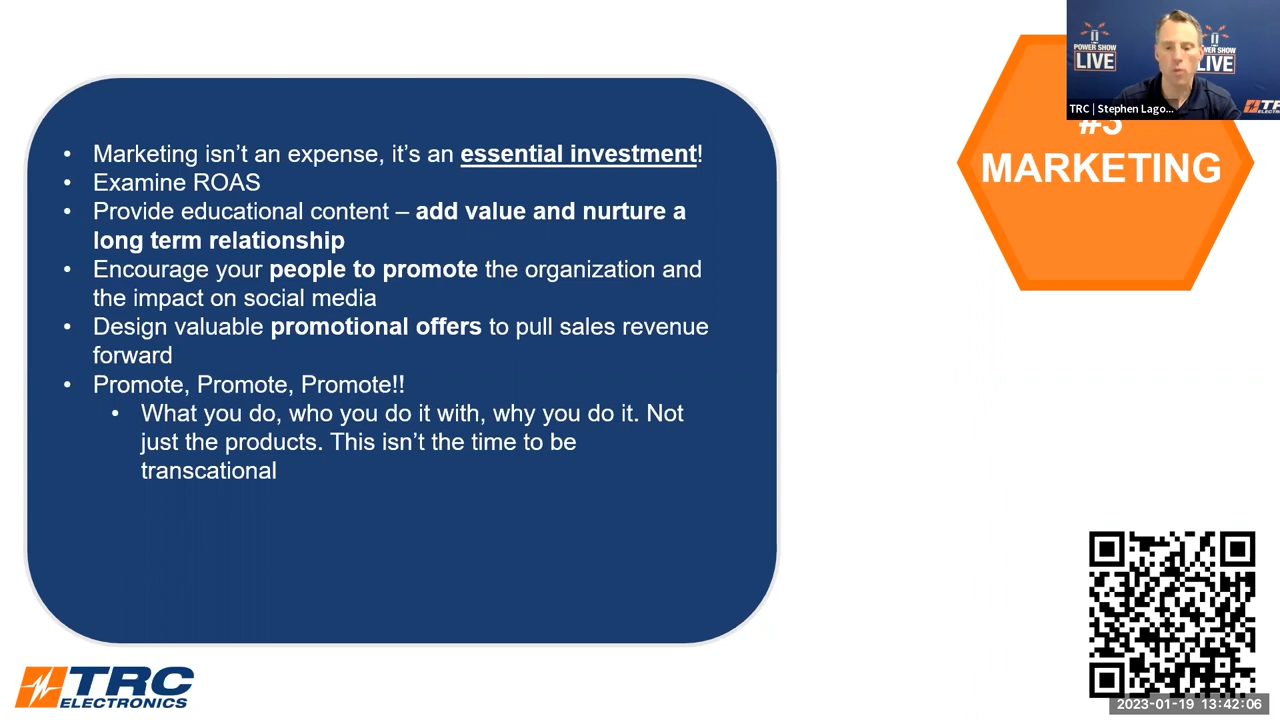 POWER SHOW
LIVE
POWER SHOW
LIVE
TRC | Stephen Lago...
#3
MARKETING
• Marketing isn’t an expense, it’s an essential investment!
• Examine ROAS
• Provide educational content – add value and nurture a
long term relationship
• Encourage your people to promote the organization and
the impact on social media
• Design valuable promotional offers to pull sales revenue
forward
• Promote, Promote, Promote!!
• What you do, who you do it with, why you do it. Not
just the products. This isn’t the time to be
transcational
TRC
ELECTRONICS
2023-01-19 13:42:06